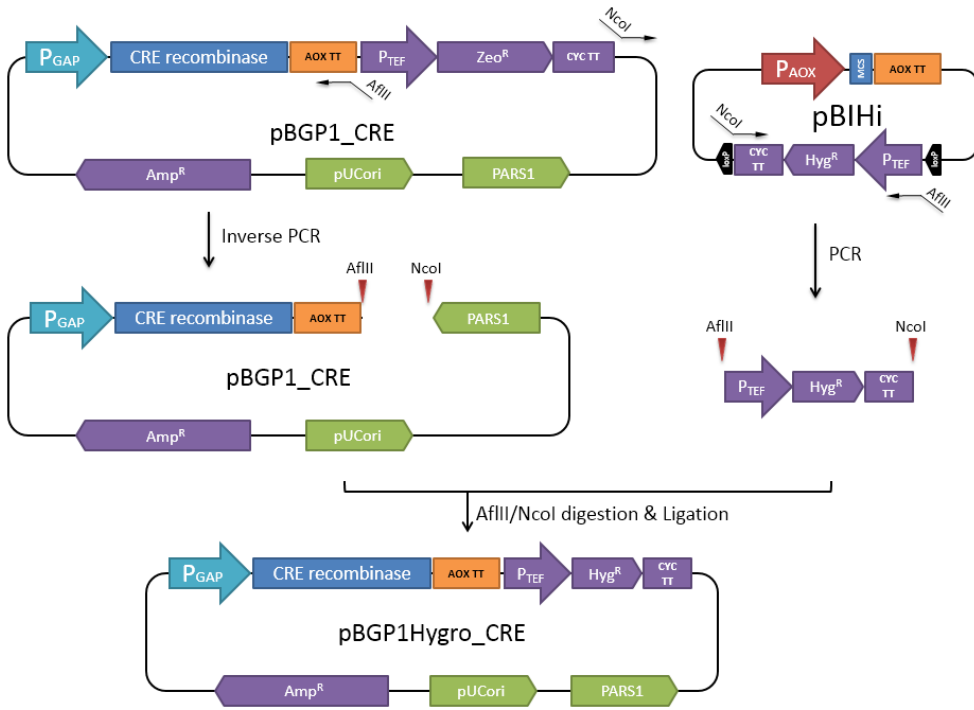 NcoI
PGAP
CRE recombinase
AOX TT
PTEF
ZeoR
CYC TT
AflII
pBGP1_CRE
AmpR
pUCori
PARS1
PAOX
MCS
AOX TT
pBIHi
NcoI
loxP
CYC
TT
HygR
PTEF
loxP
AflII
Inverse PCR
PCR
AflII
NcoI
PGAP
CRE recombinase
AOX TT
PARS1
pBGP1_CRE
AmpR
pUCori
AflII
NcoI
PTEF
HygR
CYC
TT
AflII/NcoI digestion & Ligation
PGAP
CRE recombinase
AOX TT
PTEF
HygR
CYC
TT
pBGP1Hygro_CRE
AmpR
pUCori
PARS1